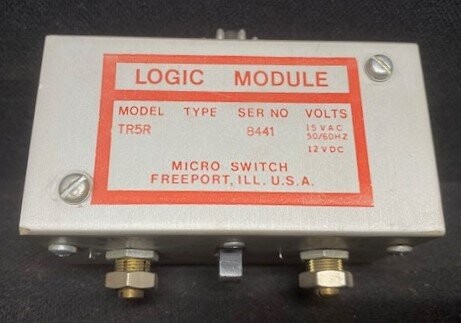 LOGIC MODULE
MODEL TYPE SER NO VOLTS
TR5R 8441 15 VAC
50/60HZ
12 VDC
MICRO SWITCH
FREEPORT, ILL. U.S.A.